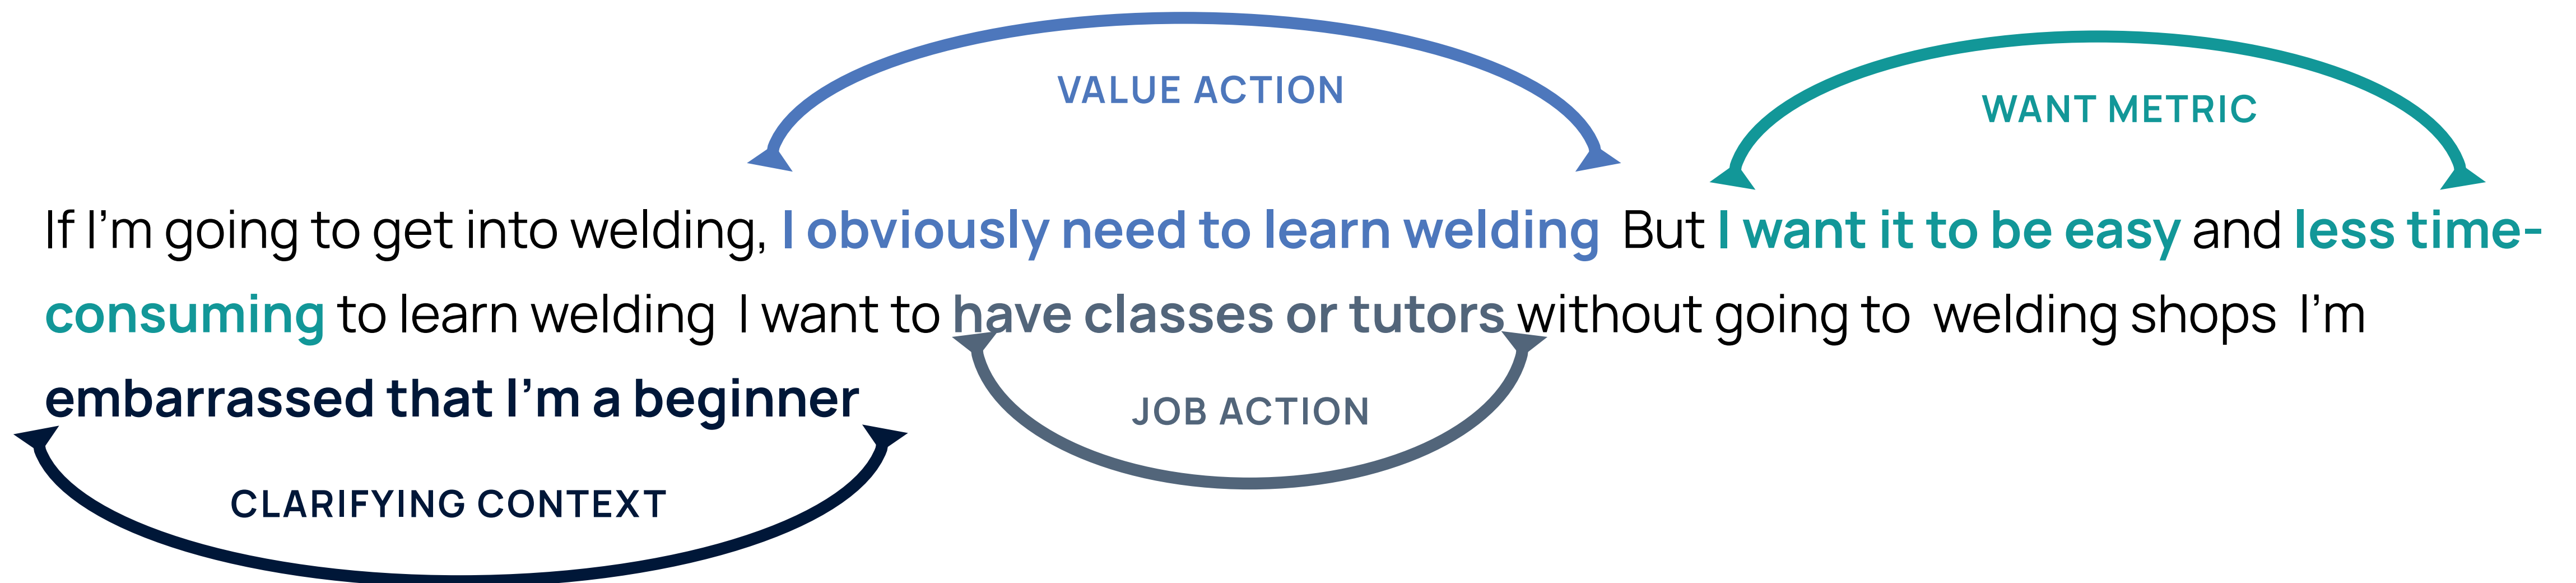 VALUE ACTION
WANT METRIC
If I'm going to get into welding, I obviously need to learn welding But I want it to be easy and less time-
consuming to learn welding I want to have classes or tutors without going to welding shops I'm
embarrassed that I'm a beginner
JOB ACTION
CLARIFYING CONTEXT